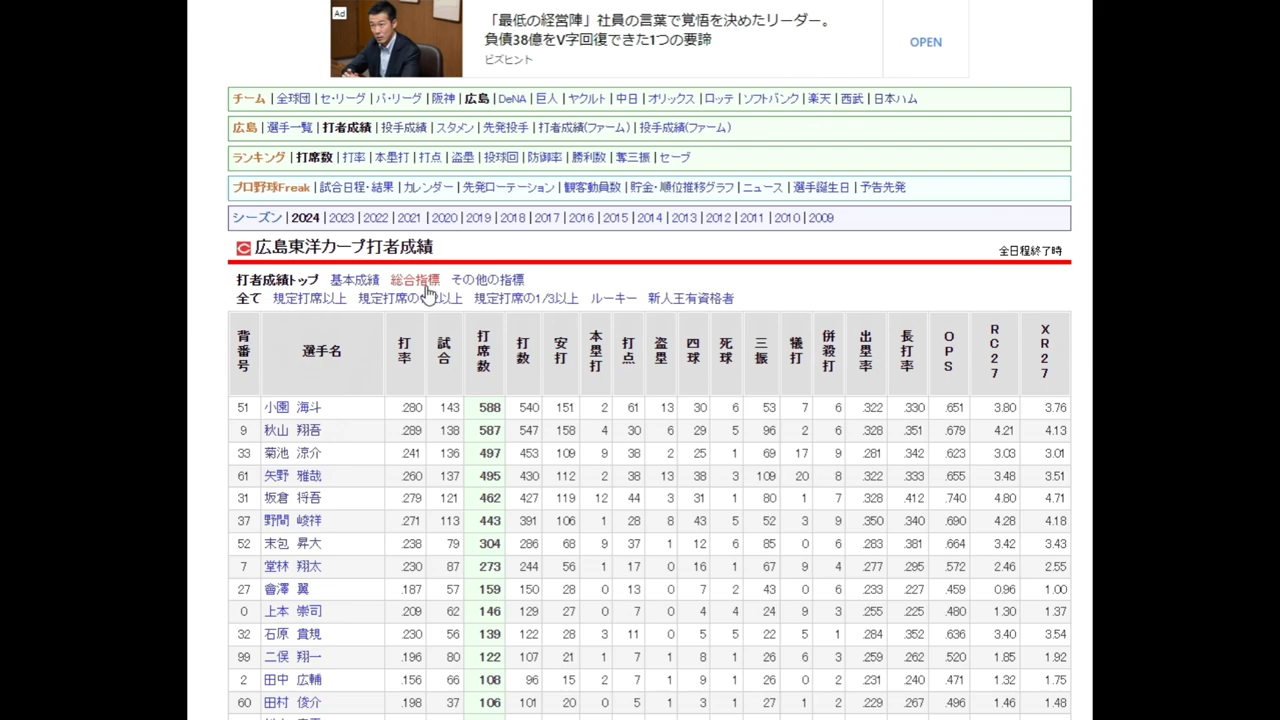 Ad
「最低の経営陣」社員の言葉で覚悟を決めたリーダー。
負債38億をV字回復できた1つの要諦
ビズヒント
OPEN
チーム | 全球団 | セ・リーグ | パ・リーグ | 阪神 | 広島 | DeNA | 巨人 | ヤクルト | 中日 | オリックス | ロッテ | ソフトバンク | 楽天 | 西武 | 日本ハム
広島 | 選手一覧 | 打者成績 | 投手成績 | スタメン | 先発投手 | 打者成績(ファーム) | 投手成績(ファーム)
ランキング | 打席数 | 打率 | 本塁打 | 打点 | 盗塁 | 投球回 | 防御率 | 勝利数 | 奪三振 | セーブ
プロ野球Freak | 試合日程・結果 | カレンダー | 先発ローテーション | 観客動員数 | 貯金・順位推移グラフ | ニュース | 選手誕生日 | 予告先発
シーズン | 2024 | 2023 | 2022 | 2021 | 2020 | 2019 | 2018 | 2017 | 2016 | 2015 | 2014 | 2013 | 2012 | 2011 | 2010 | 2009
広島東洋カープ打者成績
全日程終了時
打者成績トップ 基本成績 総合指標 その他の指標
全て 規定打席以上 規定打席の 以上 規定打席の1/3以上 ルーキー 新人王有資格者
背番号 選手名 打率 試合 打席数 打数 安打 本塁打 打点 盗塁 四球 死球 三振 犠打 併殺打 出塁率 長打率 OPS RC27 XR27
51 小園 海斗 .280 143 588 540 151 2 61 13 30 6 53 7 6 .322 .330 .651 3.80 3.76
9 秋山 翔吾 .289 138 587 547 158 4 30 6 29 5 96 2 6 .328 .351 .679 4.21 4.13
33 菊池 涼介 .241 136 497 453 109 9 38 2 25 1 69 17 9 .281 .342 .623 3.03 3.01
61 矢野 雅哉 .260 137 495 430 112 2 38 13 38 3 109 20 8 .322 .333 .655 3.48 3.51
31 坂倉 将吾 .279 121 462 427 119 12 44 3 31 1 80 1 7 .328 .412 .740 4.80 4.71
37 野間 峻祥 .271 113 443 391 106 1 28 8 43 5 52 3 9 .350 .340 .690 4.28 4.18
52 末包 昇大 .238 79 304 286 68 9 37 1 12 6 85 0 6 .283 .381 .664 3.42 3.43
7 堂林 翔太 .230 87 273 244 56 1 17 0 16 1 67 9 4 .277 .295 .572 2.46 2.55
27 會澤 翼 .187 57 159 150 28 0 13 0 7 2 43 0 6 .233 .227 .459 0.96 1.00
0 上本 崇司 .209 62 146 129 27 0 7 0 4 4 24 9 3 .255 .225 .480 1.30 1.37
32 石原 貴規 .230 56 139 122 28 3 11 0 5 5 22 5 1 .284 .352 .636 3.40 3.54
99 二俣 翔一 .196 80 122 107 21 1 7 1 8 1 26 6 3 .259 .262 .520 1.85 1.92
2 田中 広輔 .156 66 108 96 15 2 7 1 9 1 26 0 2 .231 .240 .471 1.32 1.75
60 田村 俊介 .198 37 106 101 20 0 5 1 3 1 27 1 2 .229 .267 .496 1.46 1.48